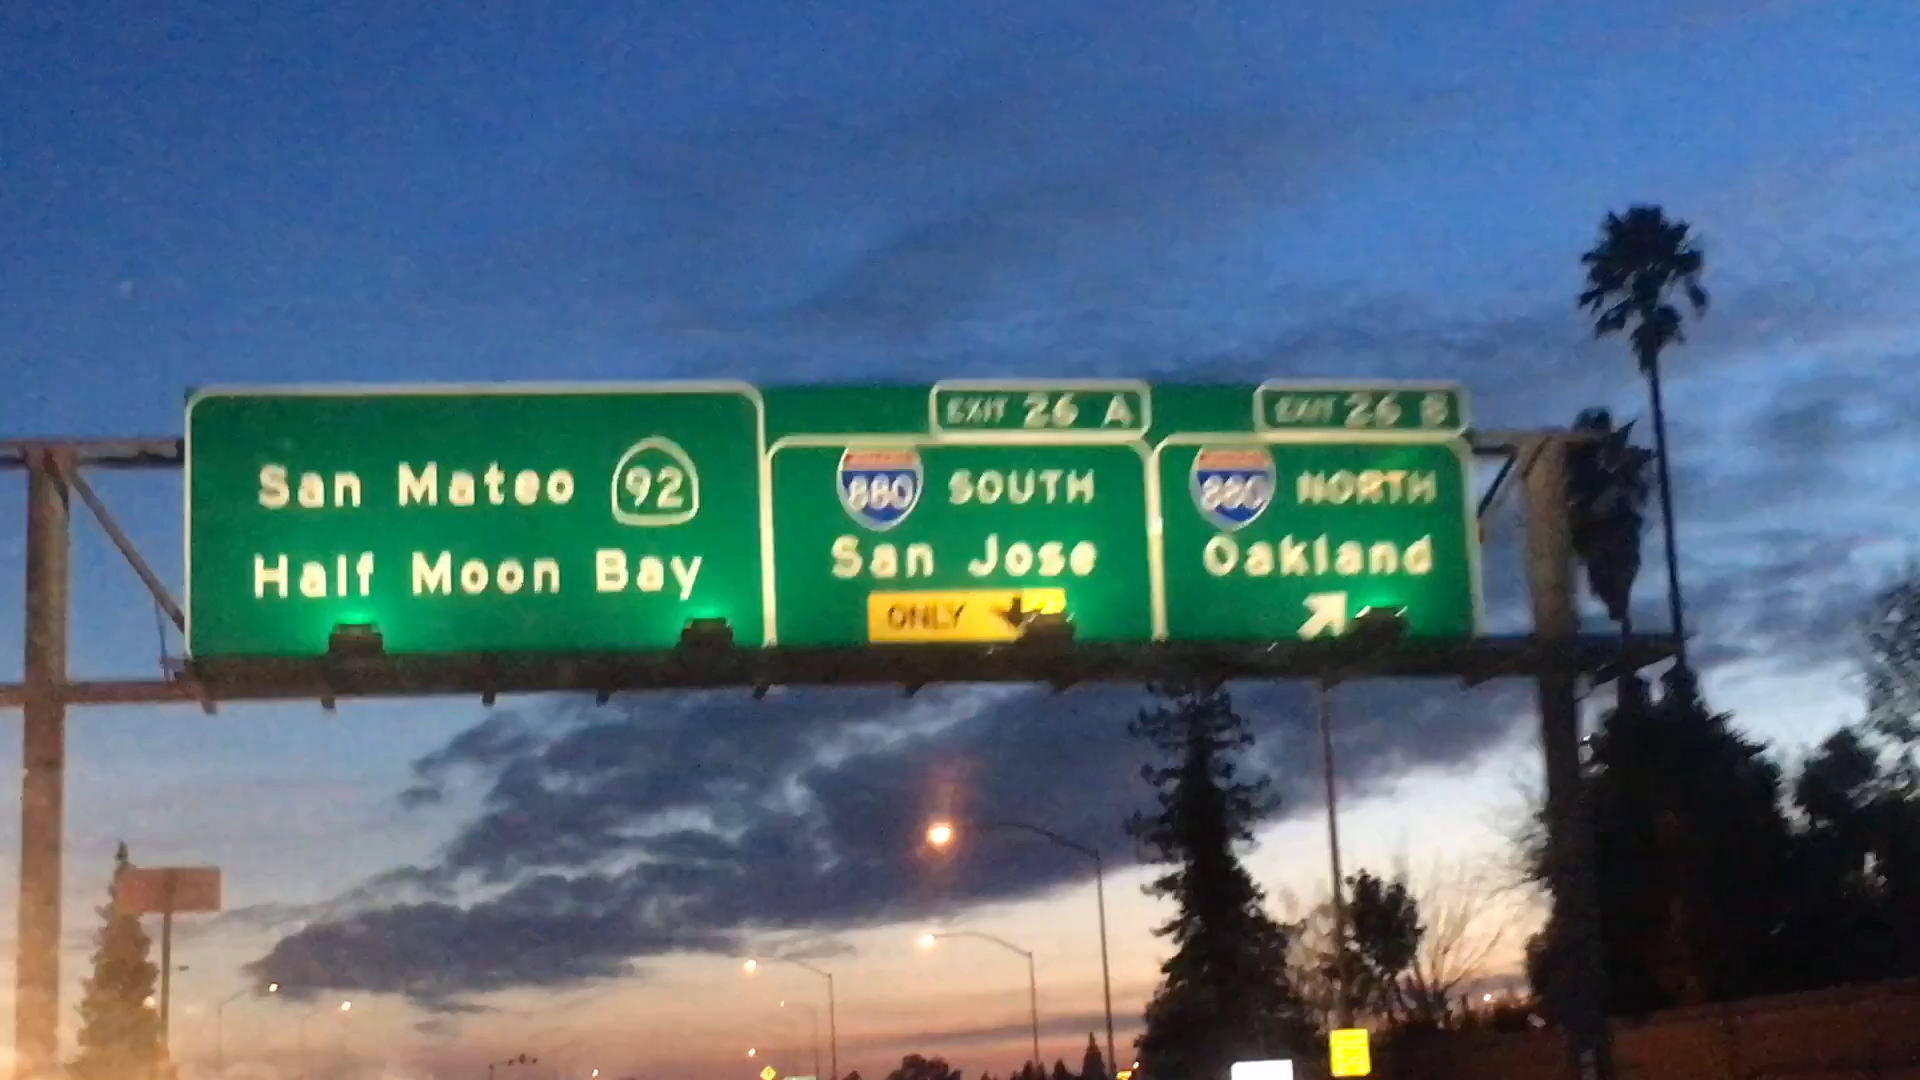 San Mateo 92
Half Moon Bay
EXIT 26 A
880 SOUTH
San Jose
ONLY
EXIT 26 B
880 NORTH
Oakland